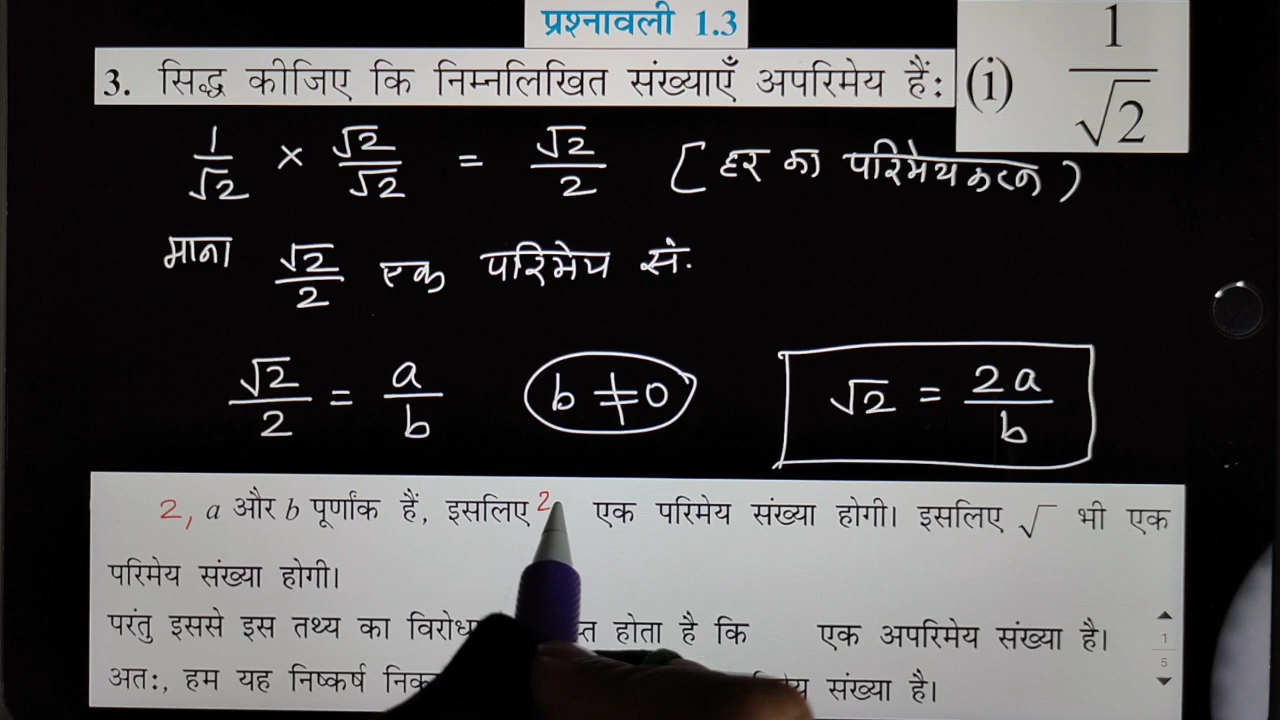 प्रश्नावली 1.3
3. सिद्ध कीजिए कि निम्नलिखित संख्याएँ अपरिमेय हैं: (i) 1/√2
1/√2 × √2/√2 = √2/2 [हर का परिमेयकरण)
माना √2/2 एक परिमेय सं.
√2/2 = a/b b ≠ 0 √2 = 2a/b
2, a और b पूर्णांक हैं, इसलिए 2 एक परिमेय संख्या होगी। इसलिए √ भी एक
परिमेय संख्या होगी।
परंतु इससे इस तथ्य का होता है कि एक अपरिमेय संख्या है।
अतः, हम यह निष्कर्ष संख्या है।
1
5